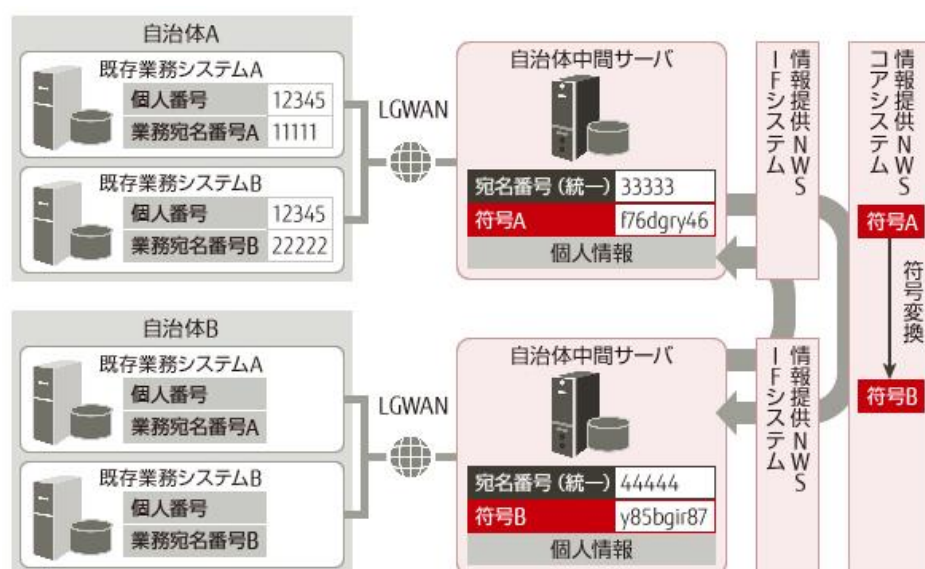 自治体A
既存業務システムA
個人番号 12345
業務宛名番号A 11111
既存業務システムB
個人番号 12345
業務宛名番号B 22222
LGWAN
自治体中間サーバ
宛名番号(統一) 33333
符号A f76dgry46
個人情報
情報提供NWS
IFシステム
情報提供NWS
コアシステム
符号A
符号変換
符号B
自治体B
既存業務システムA
個人番号
業務宛名番号A
既存業務システムB
個人番号
業務宛名番号B
LGWAN
自治体中間サーバ
宛名番号(統一) 44444
符号B y85bgir87
個人情報
情報提供NWS
IFシステム